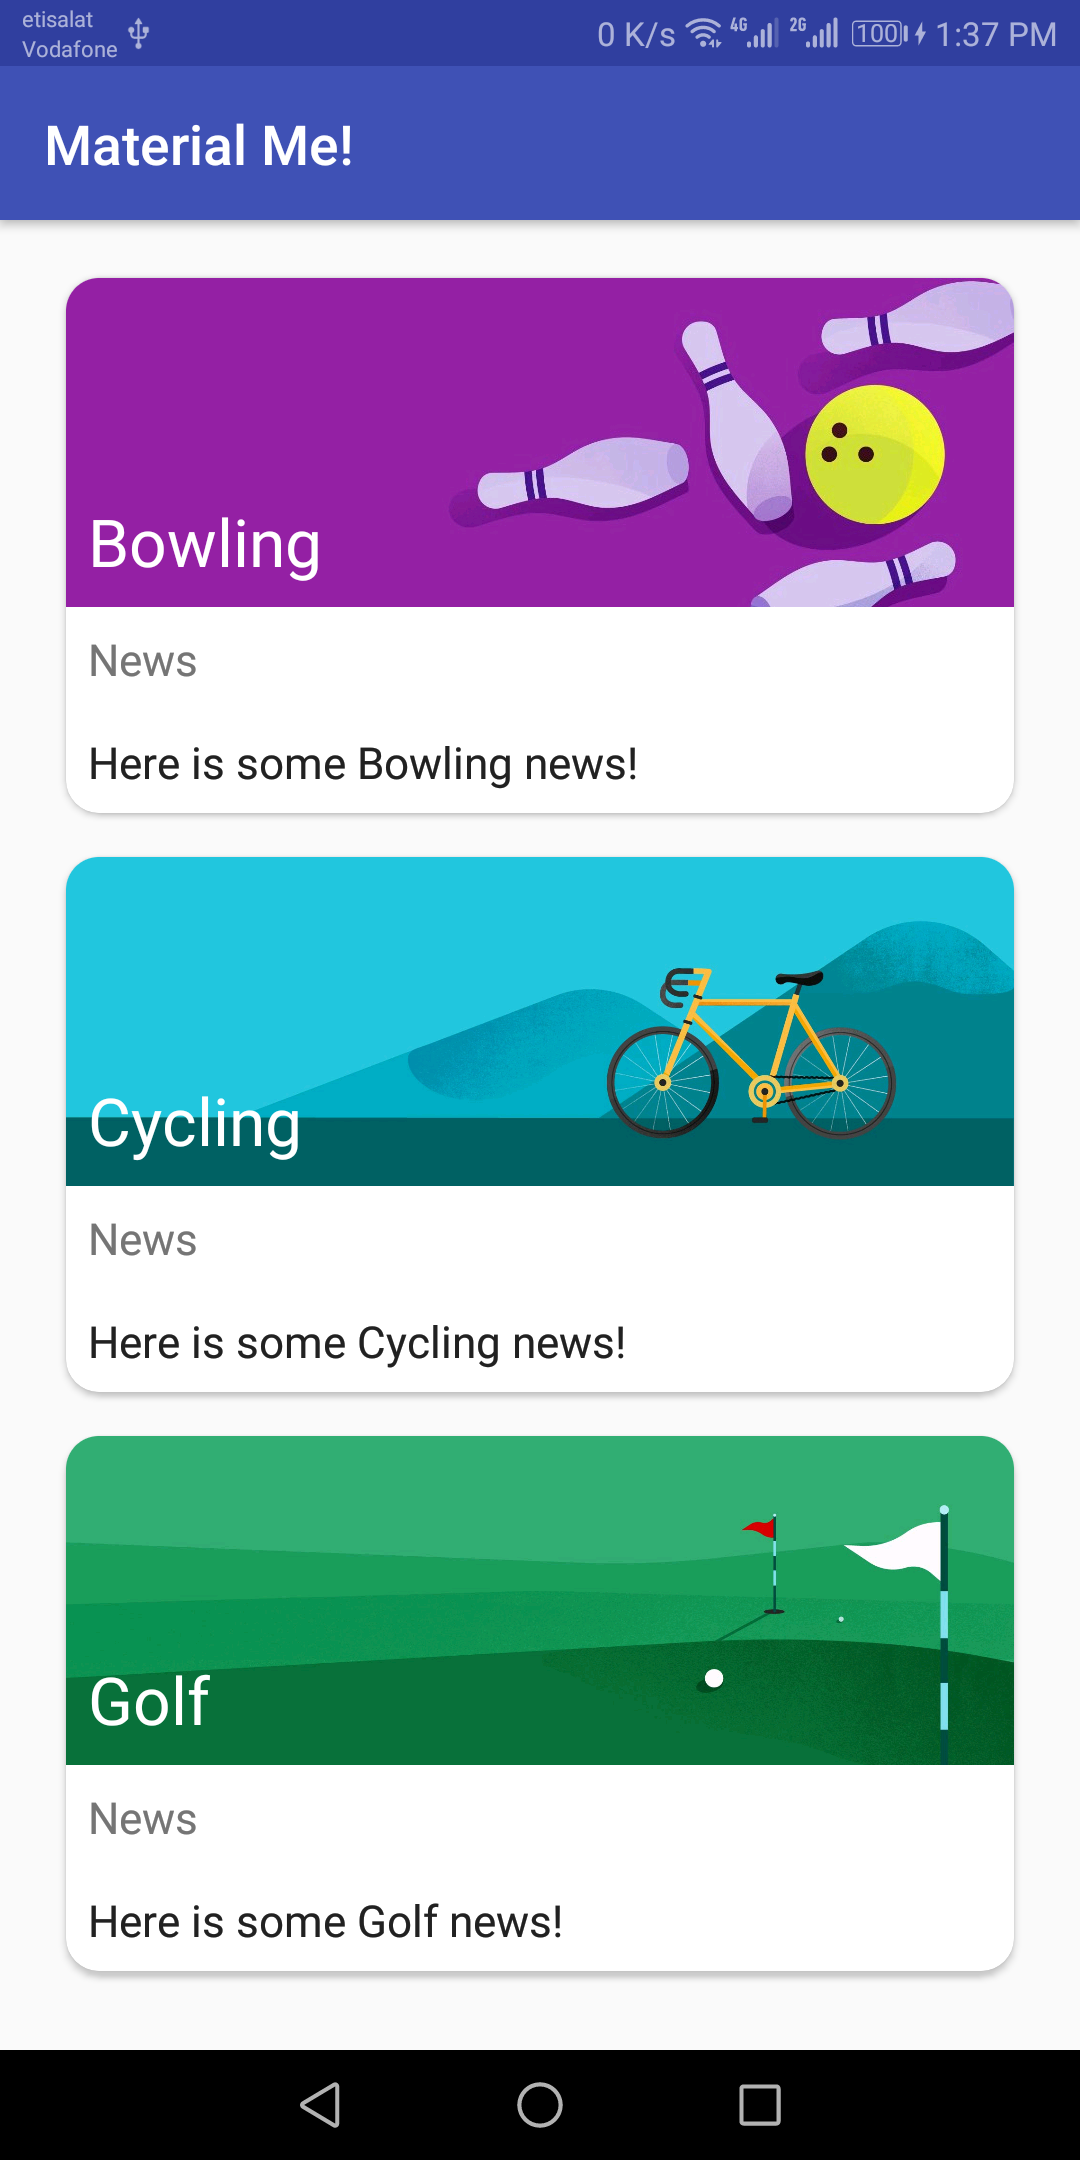 etisalat
Vodafone
0 K/s 4G 2G 100 1:37 PM
Material Me!
Bowling
News
Here is some Bowling news!
Cycling
News
Here is some Cycling news!
Golf
News
Here is some Golf news!